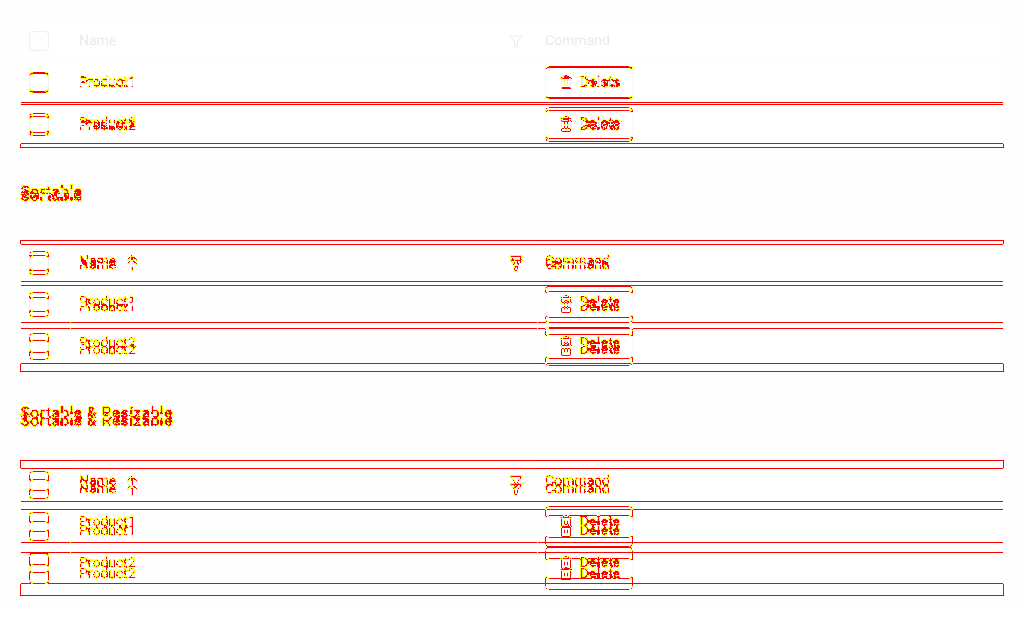 Name Command
Product1 Delete
Product2 Delete
Sortable
Name Command
Product1 Delete
Product2 Delete
Sortable & Resizable
Name Command
Product1 Delete
Product2 Delete